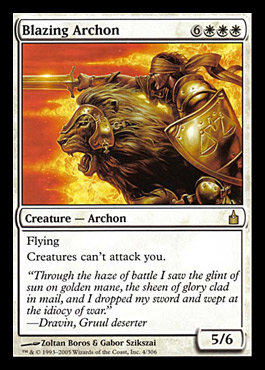 Blazing Archon 6
Creature — Archon
Flying
Creatures can't attack you.
“Through the haze of battle I saw the glint of
sun on golden mane, the sheen of glory clad
in mail, and I dropped my sword and wept at
the idiocy of war.”
—Dravin, Gruul deserter
Zoltan Boros & Gabor Szikszai
™ & © 1993–2005 Wizards of the Coast, Inc. 4/306
5/6